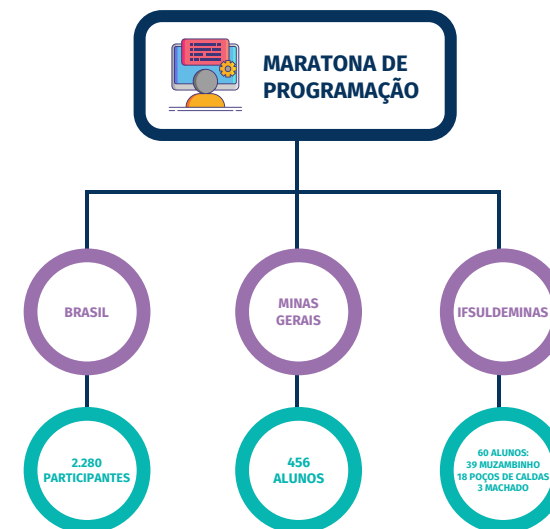 MARATONA DE
PROGRAMAÇÃO
BRASIL
MINAS
GERAIS
IFSULDEMINAS
2.280
PARTICIPANTES
456
ALUNOS
60 ALUNOS:
39 MUZAMBINHO
18 POÇOS DE CALDAS
3 MACHADO